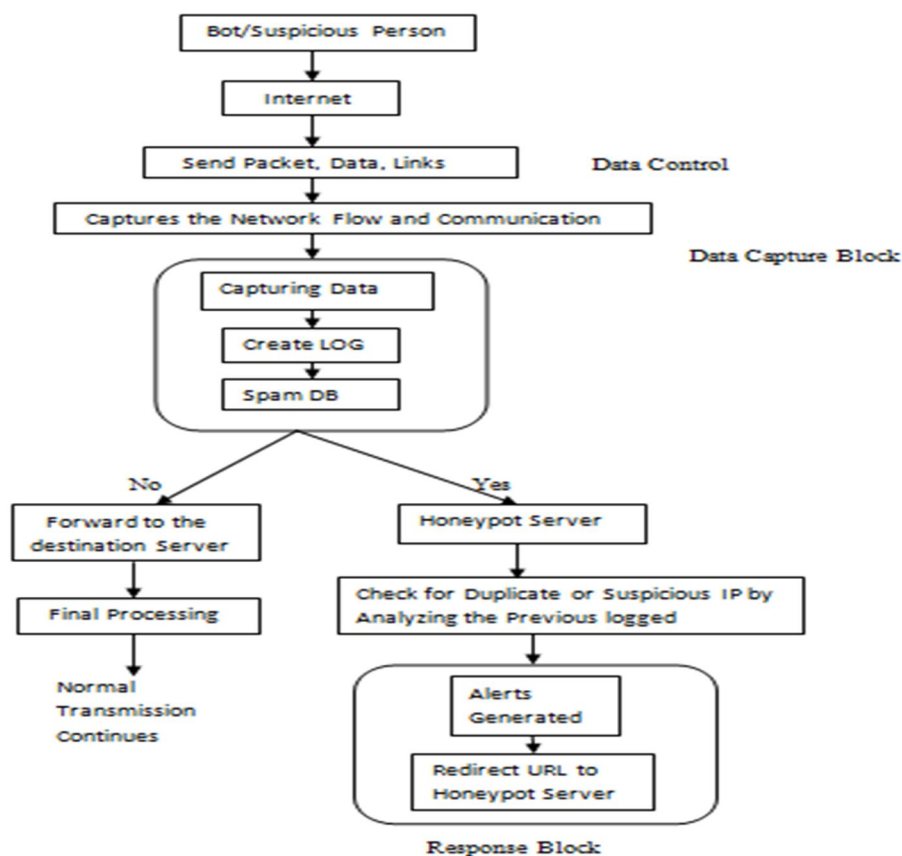 Bot/Suspicious Person
Internet
Send Packet, Data, Links
Data Control
Captures the Network Flow and Communication
Data Capture Block
Capturing Data
Create LOG
Spam DB
No
Yes
Forward to the
destination Server
Honeypot Server
Final Processing
Check for Duplicate or Suspicious IP by
Analyzing the Previous logged
Normal
Transmission
Continues
Alerts
Generated
Redirect URL to
Honeypot Server
Response Block